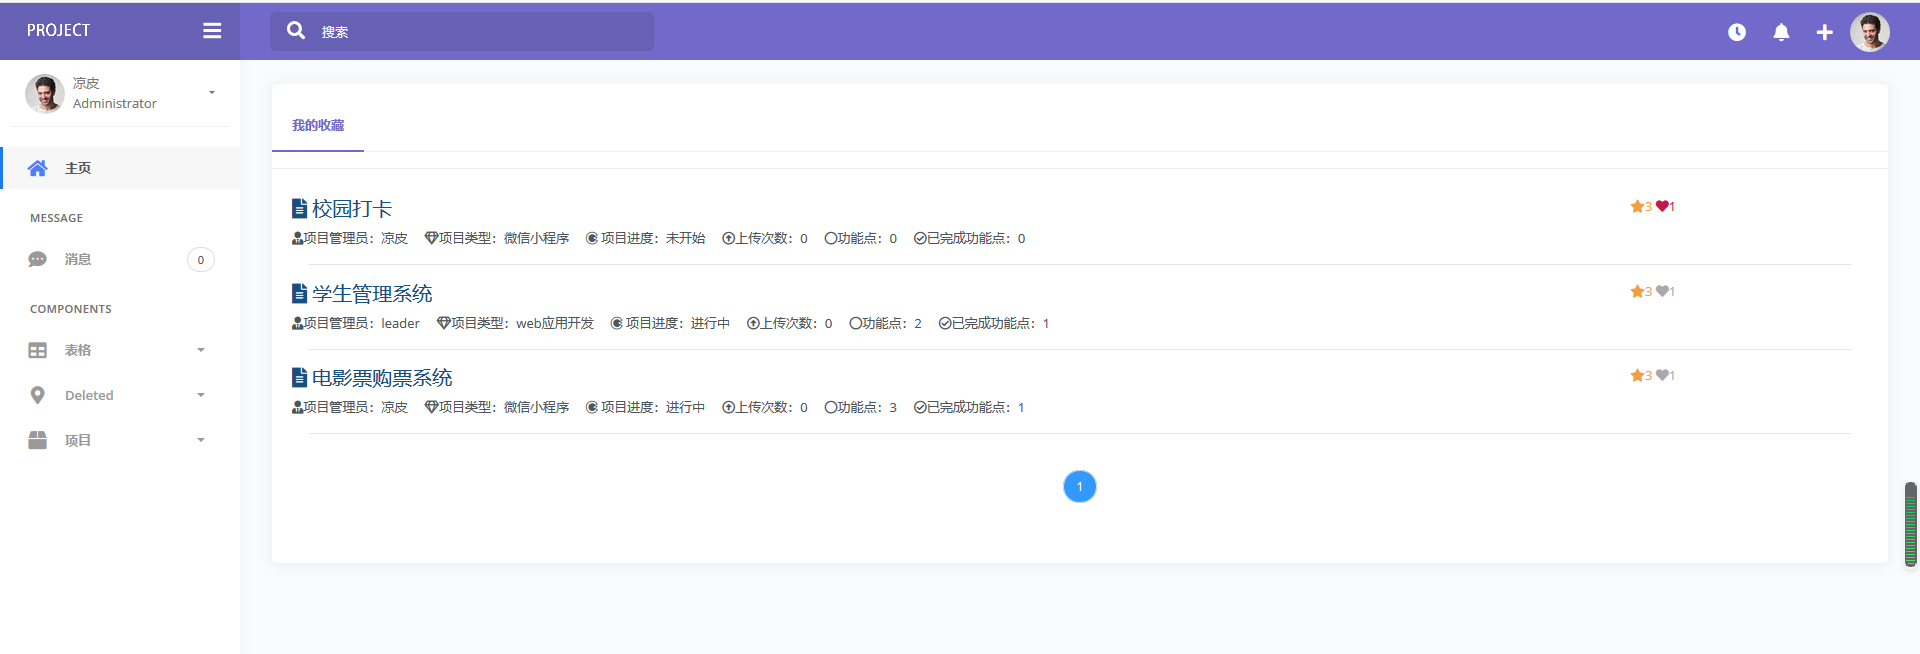 PROJECT
搜索
凉皮
Administrator
主页
MESSAGE
消息
0
COMPONENTS
表格
Deleted
项目
我的收藏
校园打卡
3 1
项目管理员：凉皮 项目类型：微信小程序 项目进度：未开始 上传次数：0 功能点：0 已完成功能点：0
学生管理系统
3 1
项目管理员：leader 项目类型：web应用开发 项目进度：进行中 上传次数：0 功能点：2 已完成功能点：1
电影票购票系统
3 1
项目管理员：凉皮 项目类型：微信小程序 项目进度：进行中 上传次数：0 功能点：3 已完成功能点：1
1